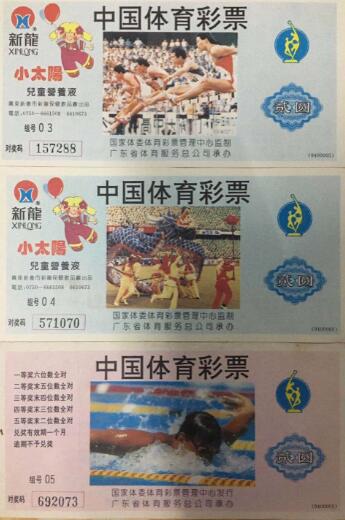 中国体育彩票
新龍
XINLONG
小太陽
兒童營養液
组号 03
对奖码 157288
贰圆
国家体委体育彩票管理中心监制
广东省体育服务总公司承办
中国体育彩票
新龍
XINLONG
小太陽
兒童營養液
组号 04
对奖码 571070
贰圆
国家体委体育彩票管理中心监制
广东省体育服务总公司承办
中国体育彩票
一等奖六位数全对
二等奖末五位数全对
三等奖末四位数全对
四等奖末三位数全对
五等奖末二位数全对
兑奖有效期一个月
逾期不予兑奖
组号 05
对奖码 692073
贰圆
国家体委体育彩票管理中心发行
广东省体育服务总公司承办